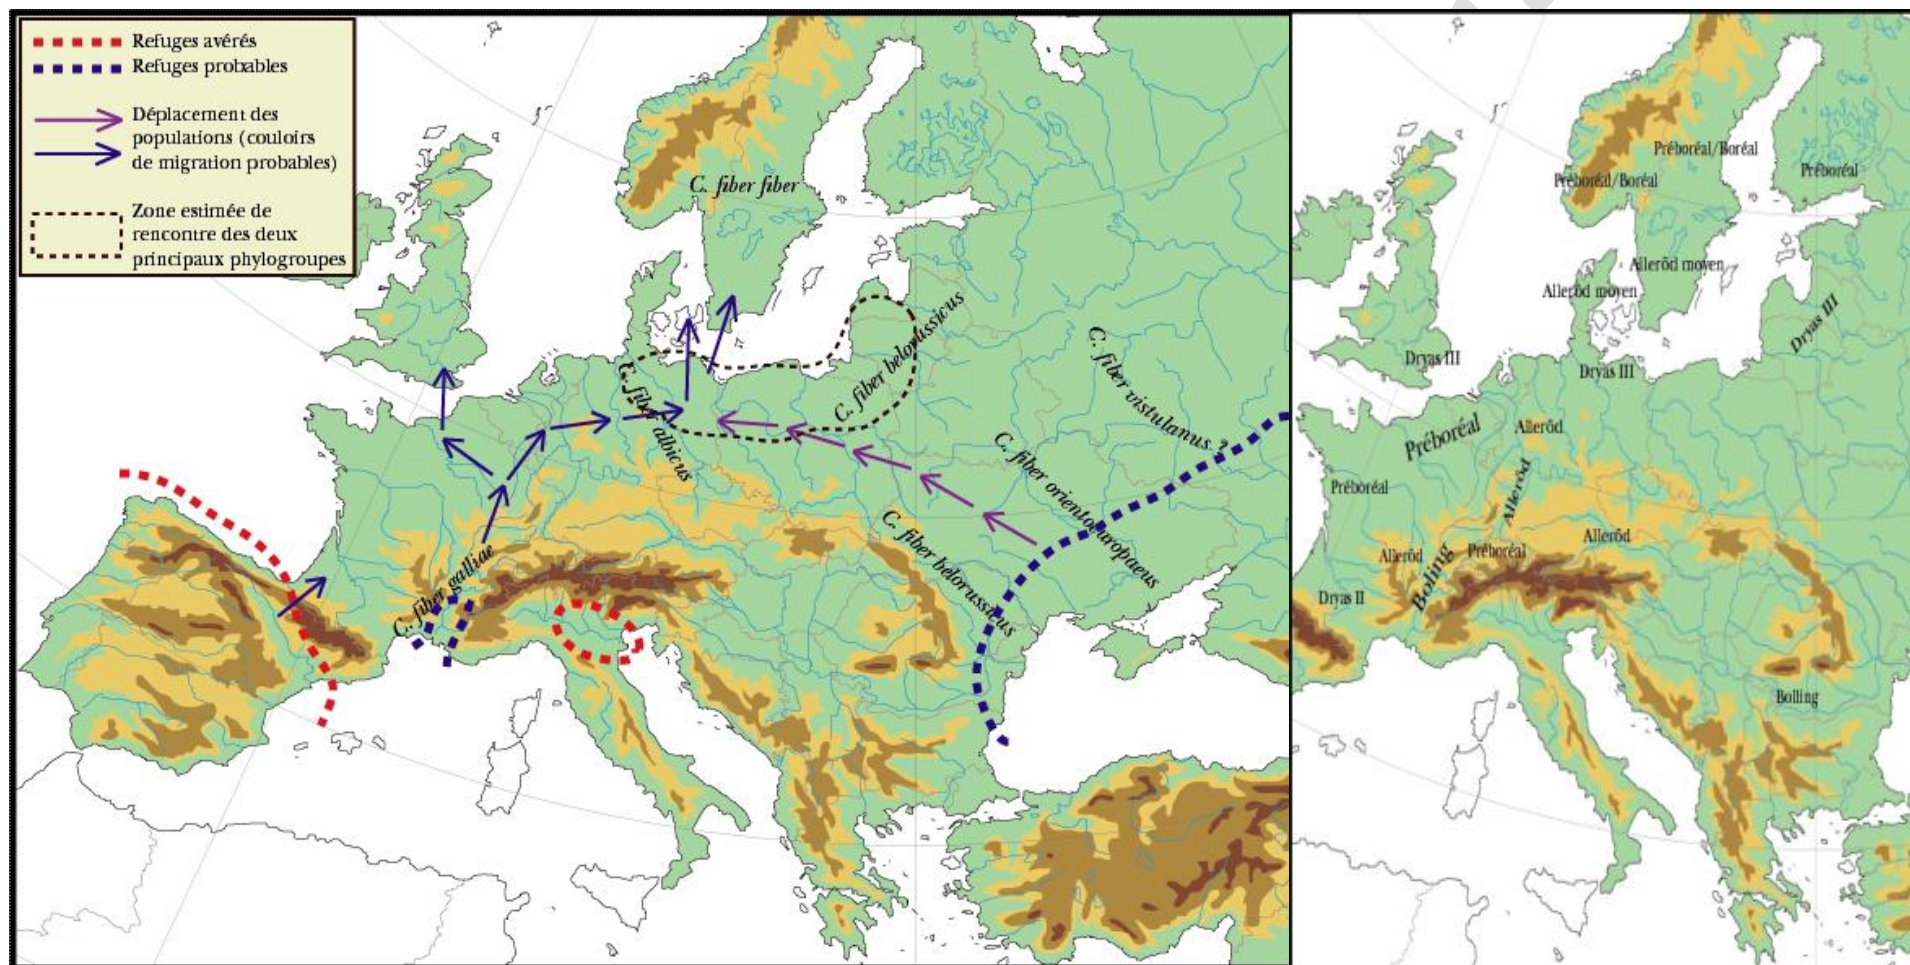 Refuges avérés
Refuges probables
Déplacement des
populations (couloirs
de migration probables)
Zone estimée de
rencontre des deux
principaux phylogroupes
C. fiber fiber
C. fiber belorussicus
C. fiber vistulanus ?
C. fiber albicus
C. fiber orientoeuropaeus
C. fiber belorussicus
C. fiber galliae
Préboréal/Boréal
Préboréal
Préboréal/Boréal
Alleröd moyen
Alleröd moyen
Dryas III
Dryas III
Dryas III
Préboréal
Alleröd
Préboréal
Alleröd
Alleröd
Préboréal
Alleröd
Boling
Dryas II
Bolling